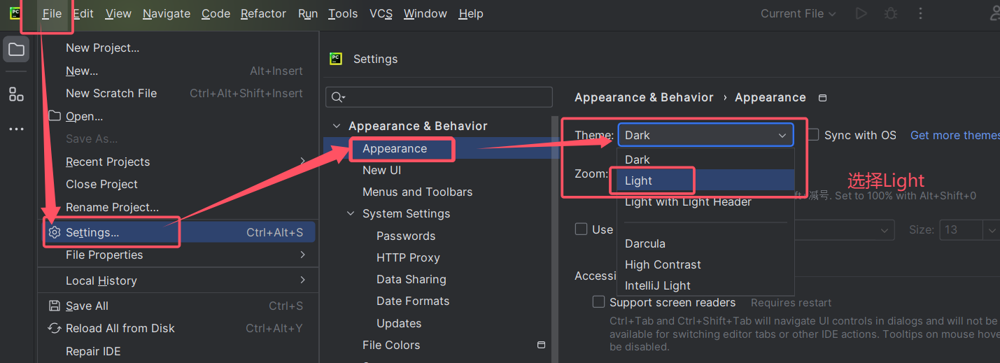 PC
File Edit View Navigate Code Refactor Run Tools VCS Window Help
Current File
New Project...
New... Alt+Insert
New Scratch File Ctrl+Alt+Shift+Insert
Open...
Save As...
Recent Projects
Close Project
Rename Project...
Settings... Ctrl+Alt+S
File Properties
Local History
Save All Ctrl+S
Reload All from Disk Ctrl+Alt+Y
Repair IDE
PC
Settings
Appearance & Behavior
Appearance
New UI
Menus and Toolbars
System Settings
Passwords
HTTP Proxy
Data Sharing
Date Formats
Updates
File Colors
Appearance & Behavior › Appearance
Theme: Dark
Sync with OS Get more themes
Dark
Zoom:
Light
选择Light
减号. Set to 100% with Alt+Shift+0
Light with Light Header
Use
Size: 13
Darcula
High Contrast
Accessi
IntelliJ Light
Support screen readers Requires restart
Ctrl+Tab and Ctrl+Shift+Tab will navigate UI controls in dialogs and will not be
available for switching editor tabs or other IDE actions. Tooltips on mouse hove
be disabled.